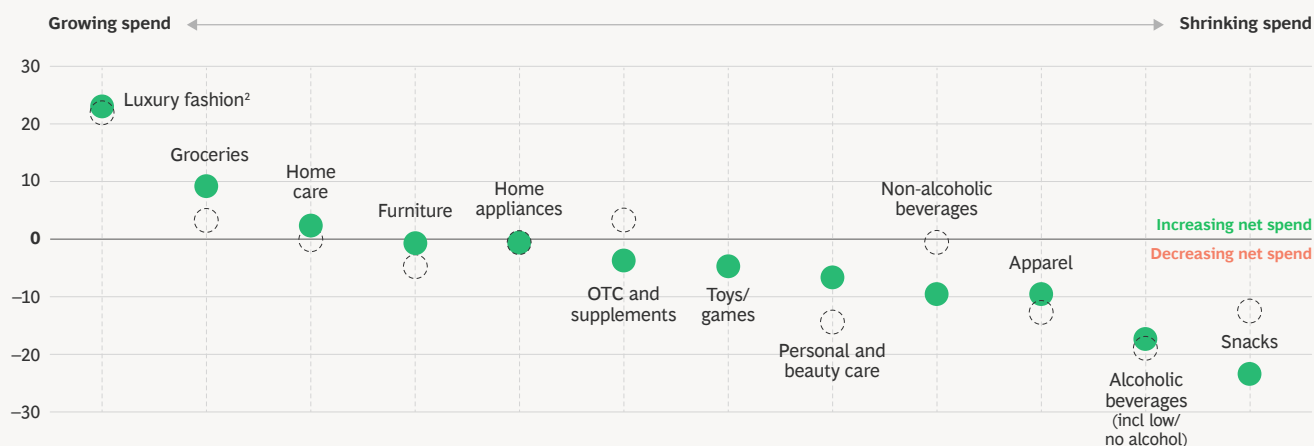 Growing spend
Shrinking spend
30
20
10
0
–10
–20
–30
Luxury fashion²
Groceries
Home
care
Furniture
Home
appliances
OTC and
supplements
Toys/
games
Personal and
beauty care
Non-alcoholic
beverages
Apparel
Alcoholic
beverages
(incl low/
no alcohol)
Snacks
Increasing net spend
Decreasing net spend